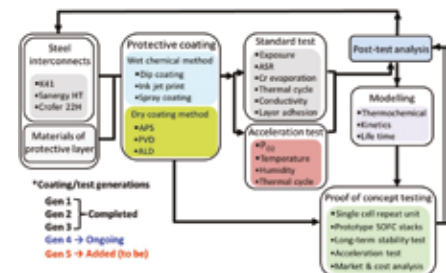 Steel
interconnects
K41
Sanergy HT
Crofer 22H
Materials of
protective layer
Protective coating
Wet chemical method
Dip coating
Ink jet print
Spray coating
Dry coating method
APS
PVD
ALD
Standard test
Exposure
ASR
Cr evaporation
Thermal cycle
Conductivity
Layer adhesion
Acceleration test
PO2
Temperature
Humidity
Thermal cycle
Post-test analysis
Modelling
Thermochemical
Kinetics
Life time
Proof of concept testing
Single cell repeat unit
Prototype SOFC stacks
Long-term stability test
Acceleration test
Market & cost analysis
*Coating/test generations
Gen 1
Gen 2 Completed
Gen 3
Gen 4 → Ongoing
Gen 5 → Added (to be)